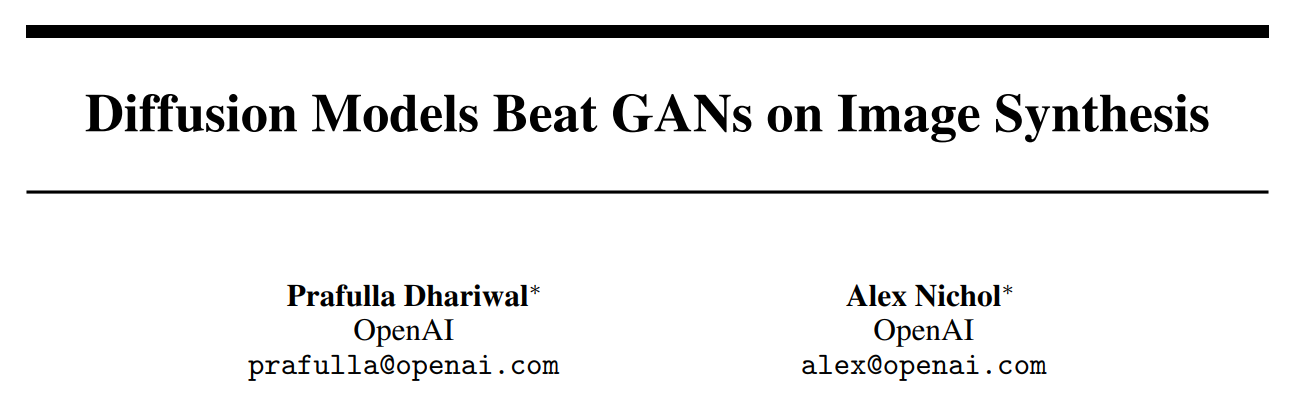 Diffusion Models Beat GANs on Image Synthesis
Prafulla Dhariwal*
OpenAI
prafulla@openai.com
Alex Nichol*
OpenAI
alex@openai.com